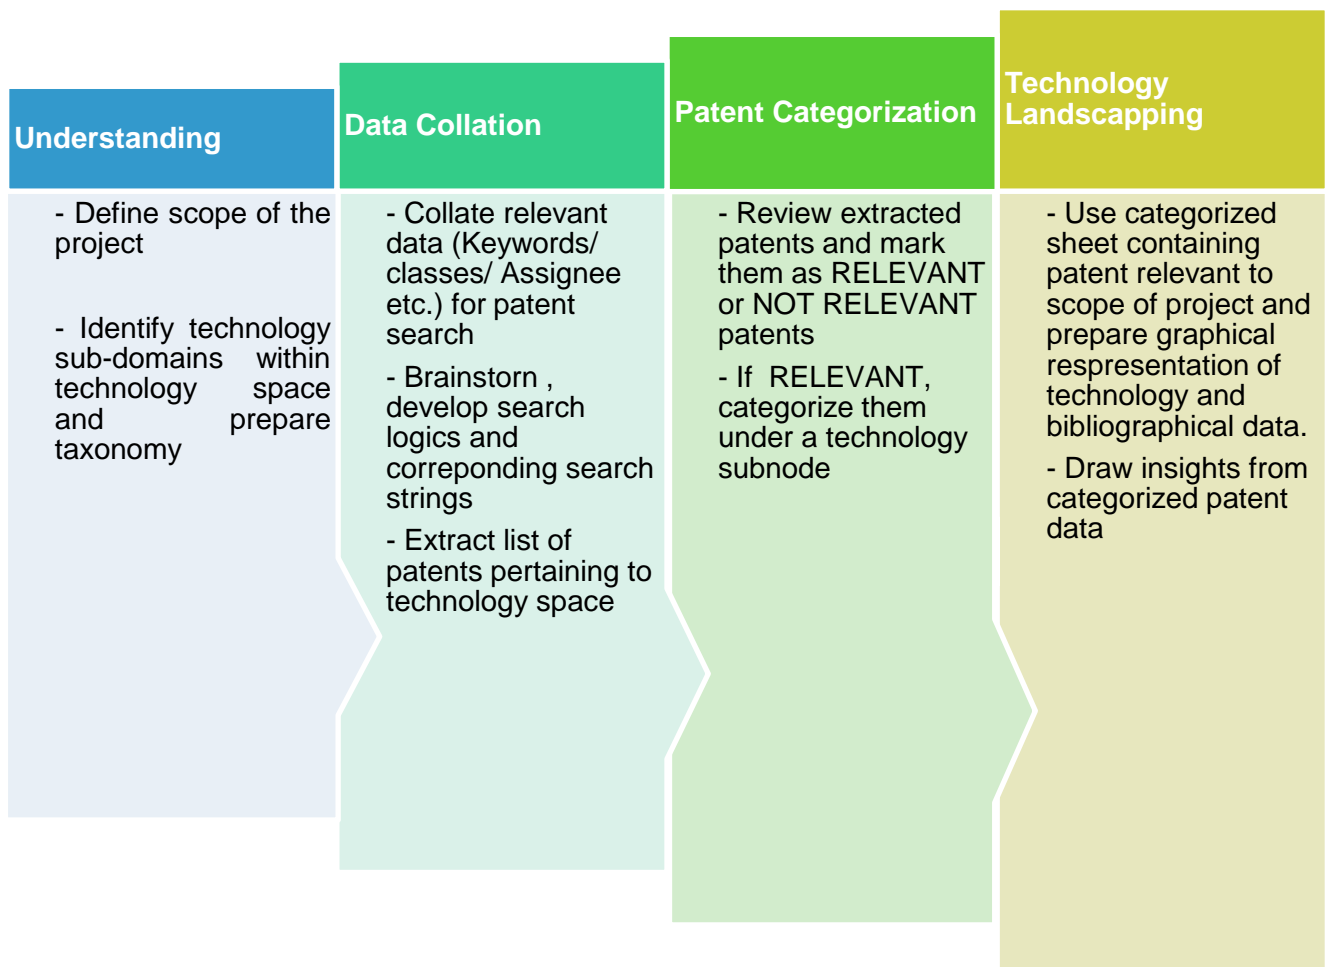 Understanding
- Define scope of the
project
- Identify technology
sub-domains within
technology space
and prepare
taxonomy
Data Collation
- Collate relevant
data (Keywords/
classes/ Assignee
etc.) for patent
search
- Brainstorn ,
develop search
logics and
correponding search
strings
- Extract list of
patents pertaining to
technology space
Patent Categorization
- Review extracted
patents and mark
them as RELEVANT
or NOT RELEVANT
patents
- If  RELEVANT,
categorize them
under a technology
subnode
Technology
Landscapping
- Use categorized
sheet containing
patent relevant to
scope of project and
prepare graphical
respresentation of
technology and
bibliographical data.
- Draw insights from
categorized patent
data